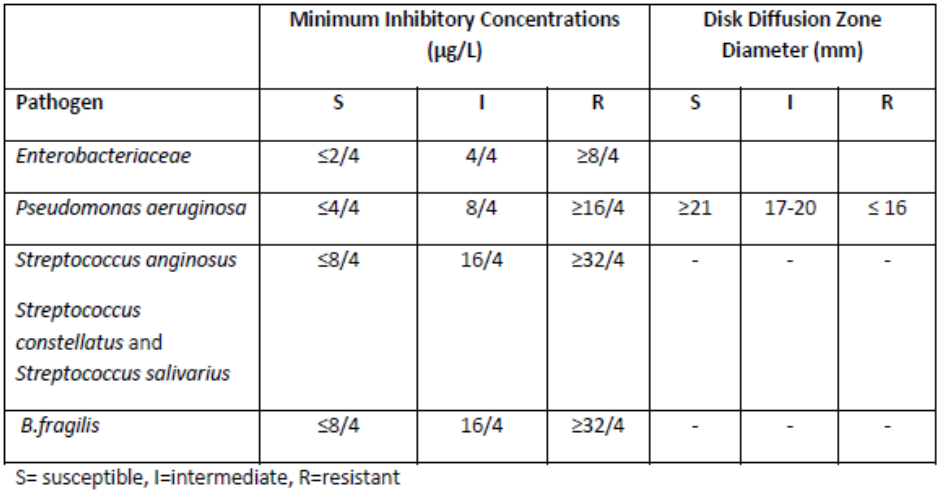 Minimum Inhibitory Concentrations Disk Diffusion Zone
(µg/L) Diameter (mm)
Pathogen S I R S I R
Enterobacteriaceae ≤2/4 4/4 ≥8/4
Pseudomonas aeruginosa ≤4/4 8/4 ≥16/4 ≥21 17-20 ≤ 16
Streptococcus anginosus ≤8/4 16/4 ≥32/4 - - -
Streptococcus
constellatus and
Streptococcus salivarius
B.fragilis ≤8/4 16/4 ≥32/4 - - -
S= susceptible, I=intermediate, R=resistant